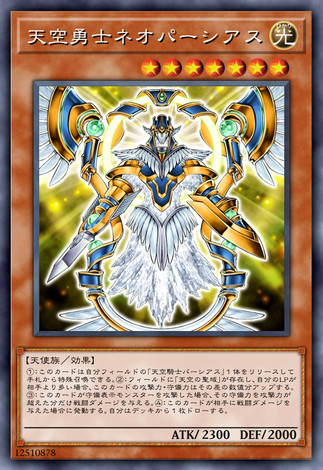 天空勇士ネオパーシアス
光
【天使族/効果】
①:このカードは自分フィールドの「天空騎士パーシアス」1体をリリースして
手札から特殊召喚できる。②:フィールドに「天空の聖域」が存在し、自分のLPが
相手より多い場合、このカードの攻撃力・守備力はその差の数値分アップする。
③:このカードが守備表示モンスターを攻撃した場合、その守備力を攻撃力が
超えた分だけ戦闘ダメージを与える。④:このカードが相手に戦闘ダメージを
与えた場合に発動する。自分はデッキから1枚ドローする。
ATK/ 2300 DEF/ 2000
12510878